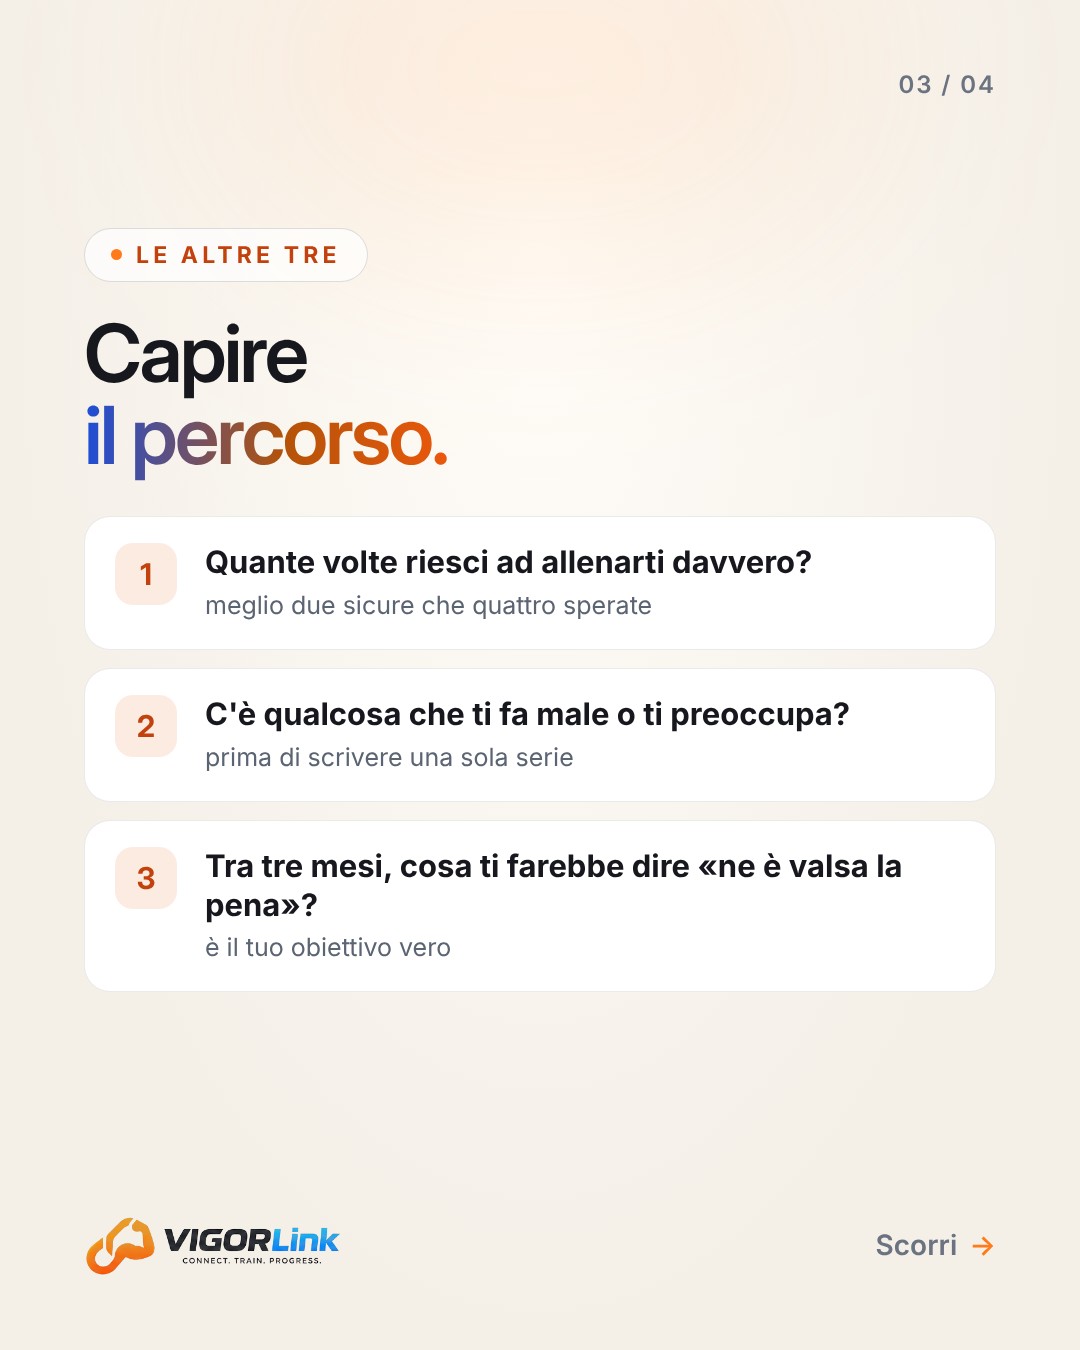 03 / 04
LE ALTRE TRE
Capire
il percorso.
1
Quante volte riesci ad allenarti davvero?
meglio due sicure che quattro sperate
2
C'è qualcosa che ti fa male o ti preoccupa?
prima di scrivere una sola serie
3
Tra tre mesi, cosa ti farebbe dire «ne è valsa la
pena»?
è il tuo obiettivo vero
VIGORLink
CONNECT. TRAIN. PROGRESS.
Scorri →